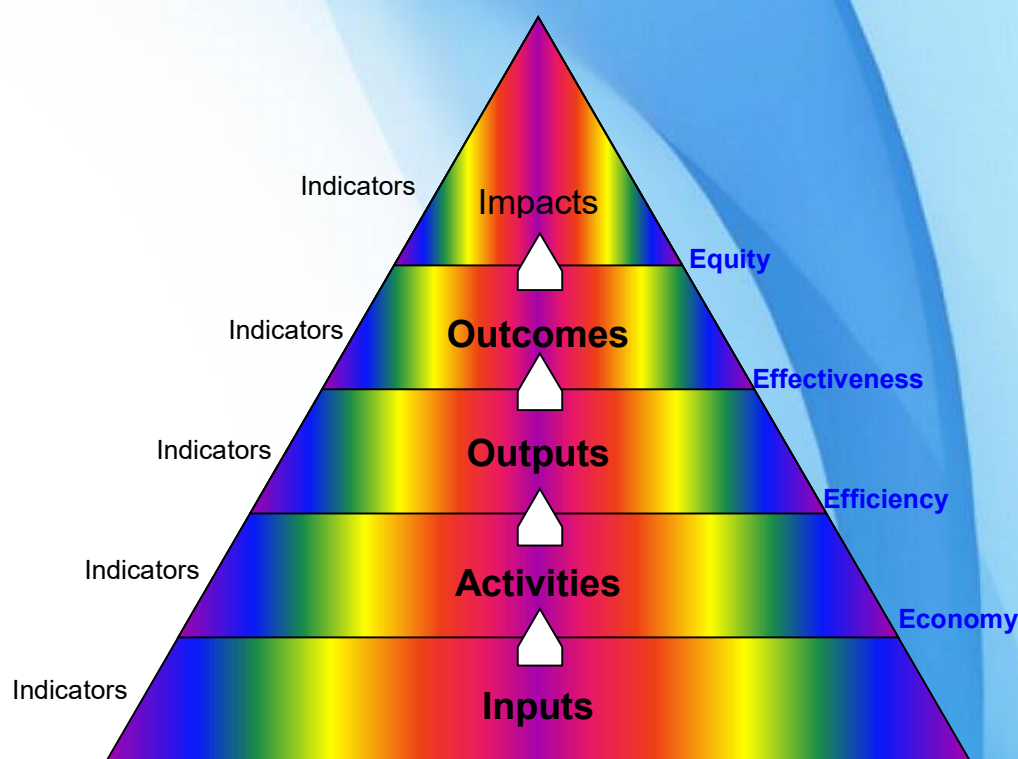 Indicators
Impacts
Equity
Indicators
Outcomes
Effectiveness
Indicators
Outputs
Efficiency
Indicators
Activities
Economy
Indicators
Inputs